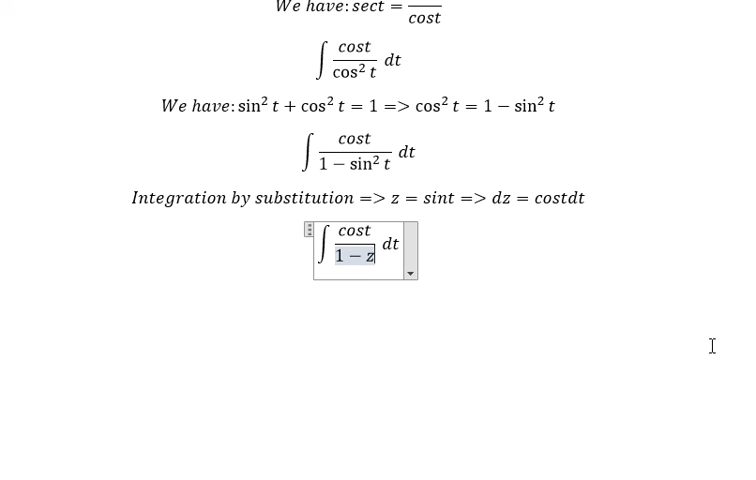 We have: sect = ― / cost
∫ cost / cos² t dt
We have: sin² t + cos² t = 1 => cos² t = 1 − sin² t
∫ cost / 1 − sin² t dt
Integration by substitution => z = sint => dz = costdt
∫ cost / 1 − z dt